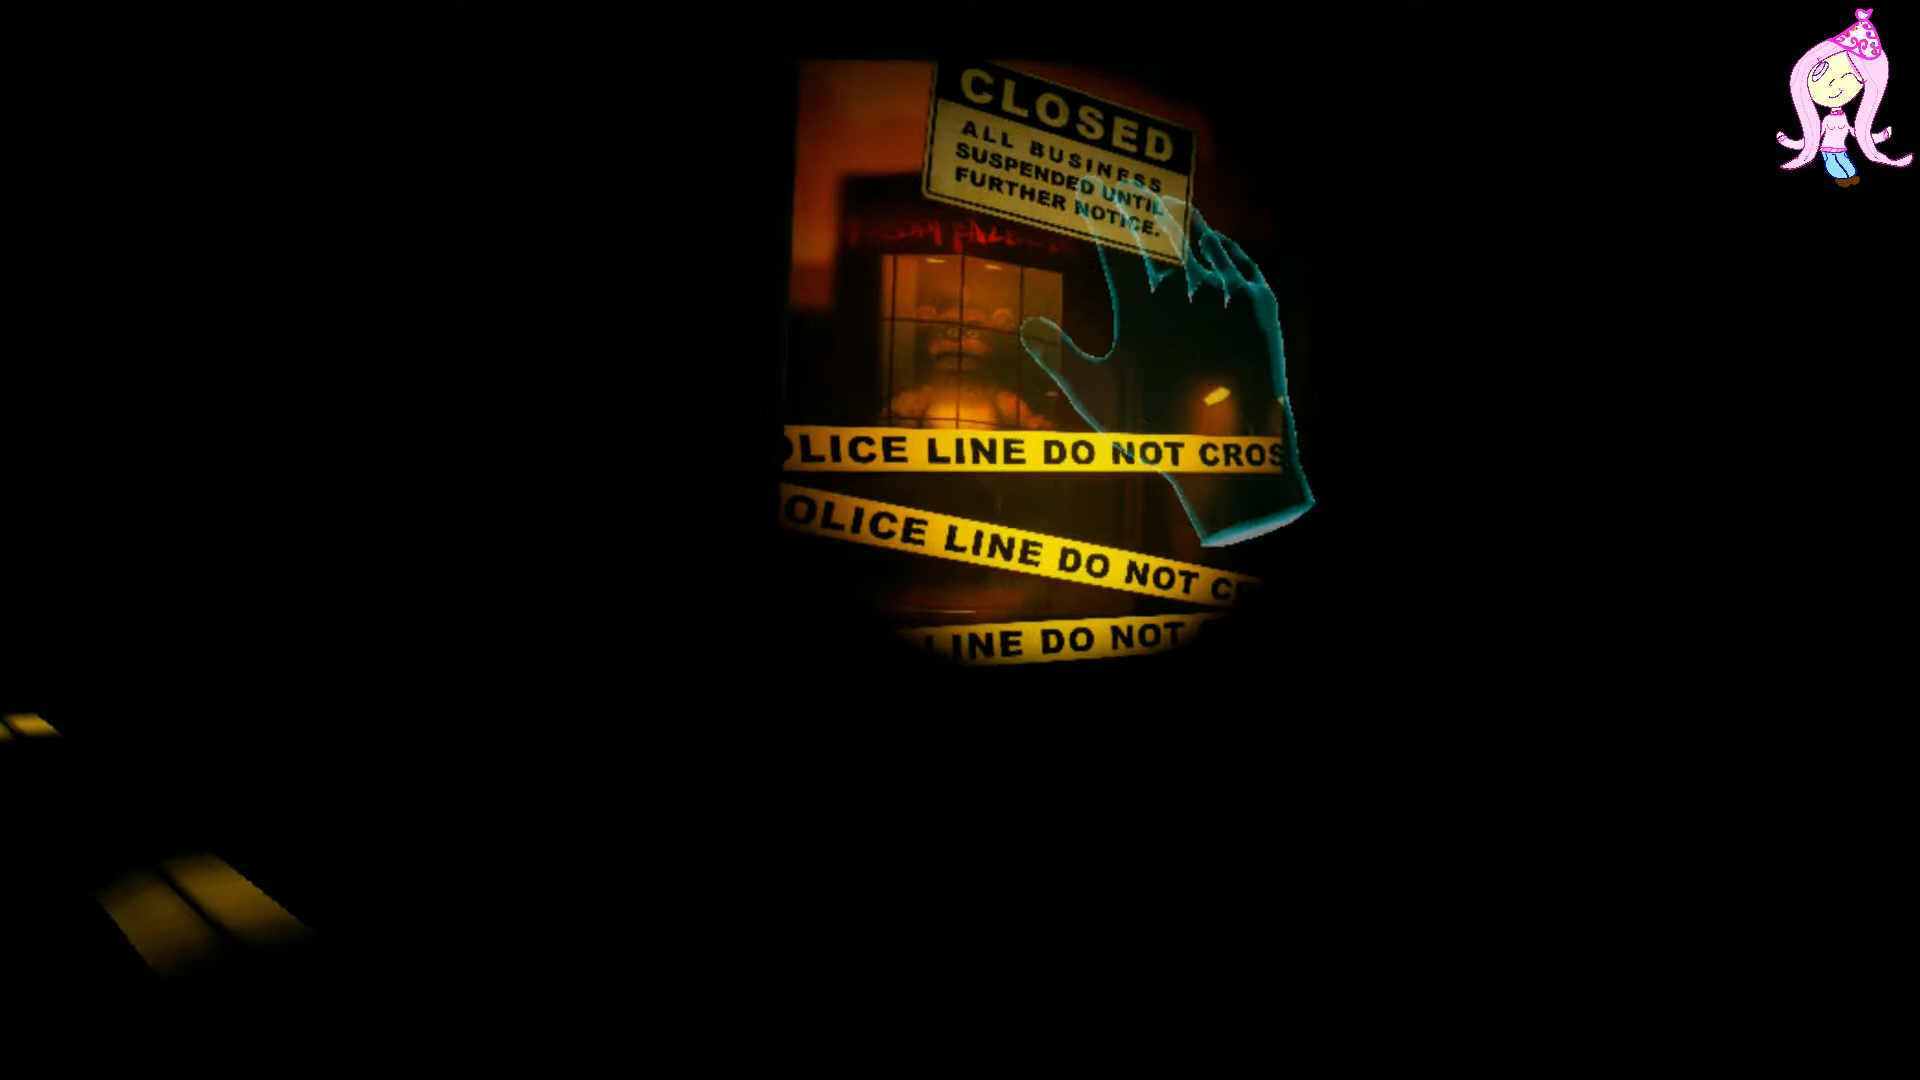 CLOSED
ALL BUSINESS
SUSPENDED UNTIL
FURTHER NOTICE.
OLICE LINE DO NOT CROS
OLICE LINE DO NOT C
LINE DO NOT